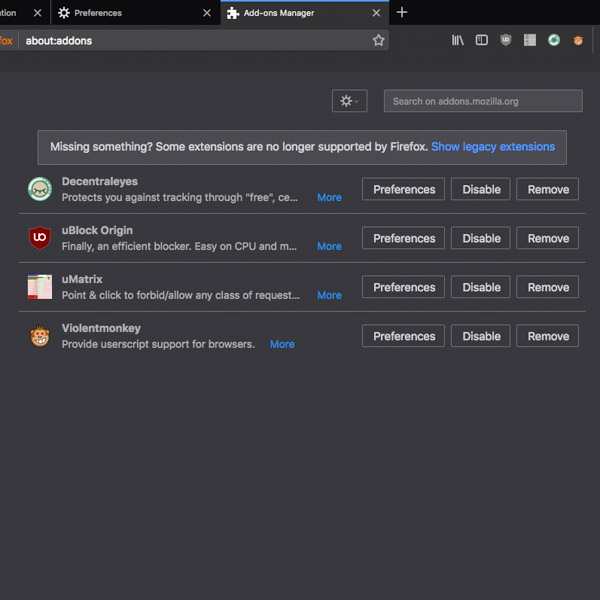 ution
Preferences
Add-ons Manager
fox
about:addons
Search on addons.mozilla.org
Missing something? Some extensions are no longer supported by Firefox. Show legacy extensions
Decentraleyes
Protects you against tracking through "free", ce... More
Preferences Disable Remove
uBlock Origin
Finally, an efficient blocker. Easy on CPU and m... More
Preferences Disable Remove
uMatrix
Point & click to forbid/allow any class of request... More
Preferences Disable Remove
Violentmonkey
Provide userscript support for browsers. More
Preferences Disable Remove